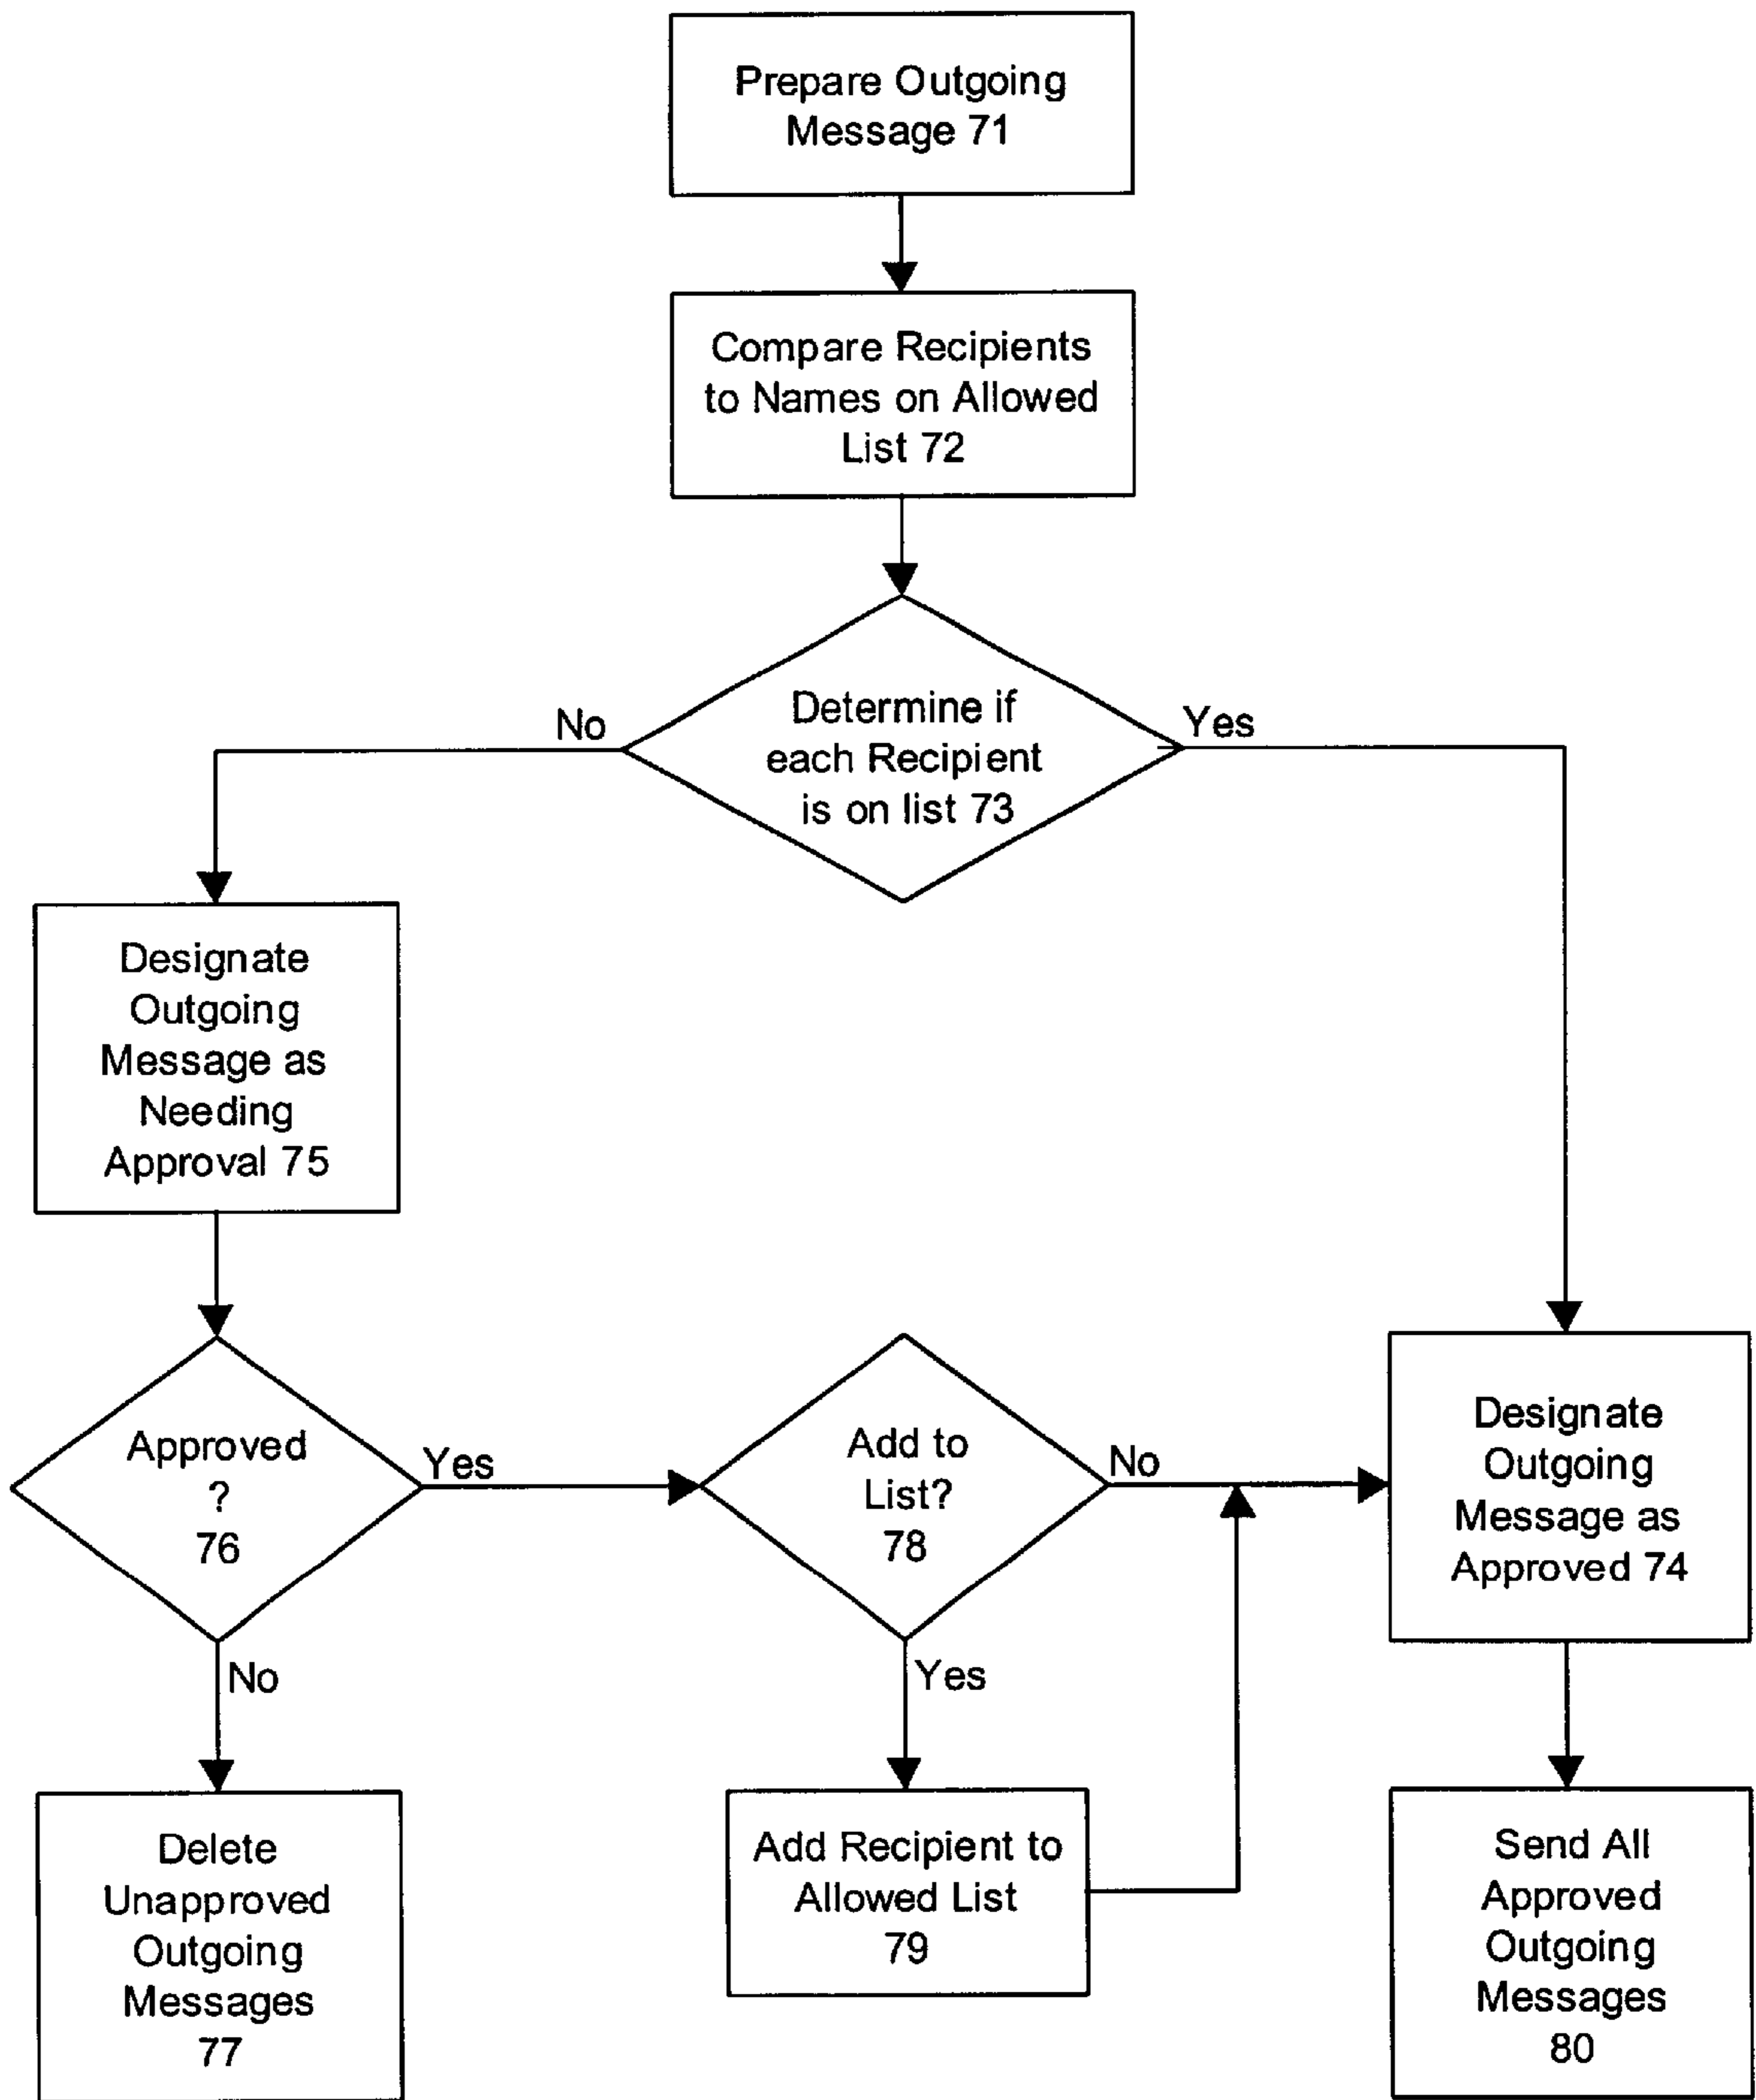 Prepare Outgoing
Message 71
Compare Recipients
to Names on Allowed
List 72
Determine if
each Recipient
is on list 73
No
Yes
Designate
Outgoing
Message as
Needing
Approval 75
Approved
?
76
Yes
No
Add to
List?
78
No
Yes
Designate
Outgoing
Message as
Approved 74
Delete
Unapproved
Outgoing
Messages
77
Add Recipient to
Allowed List
79
Send All
Approved
Outgoing
Messages
80